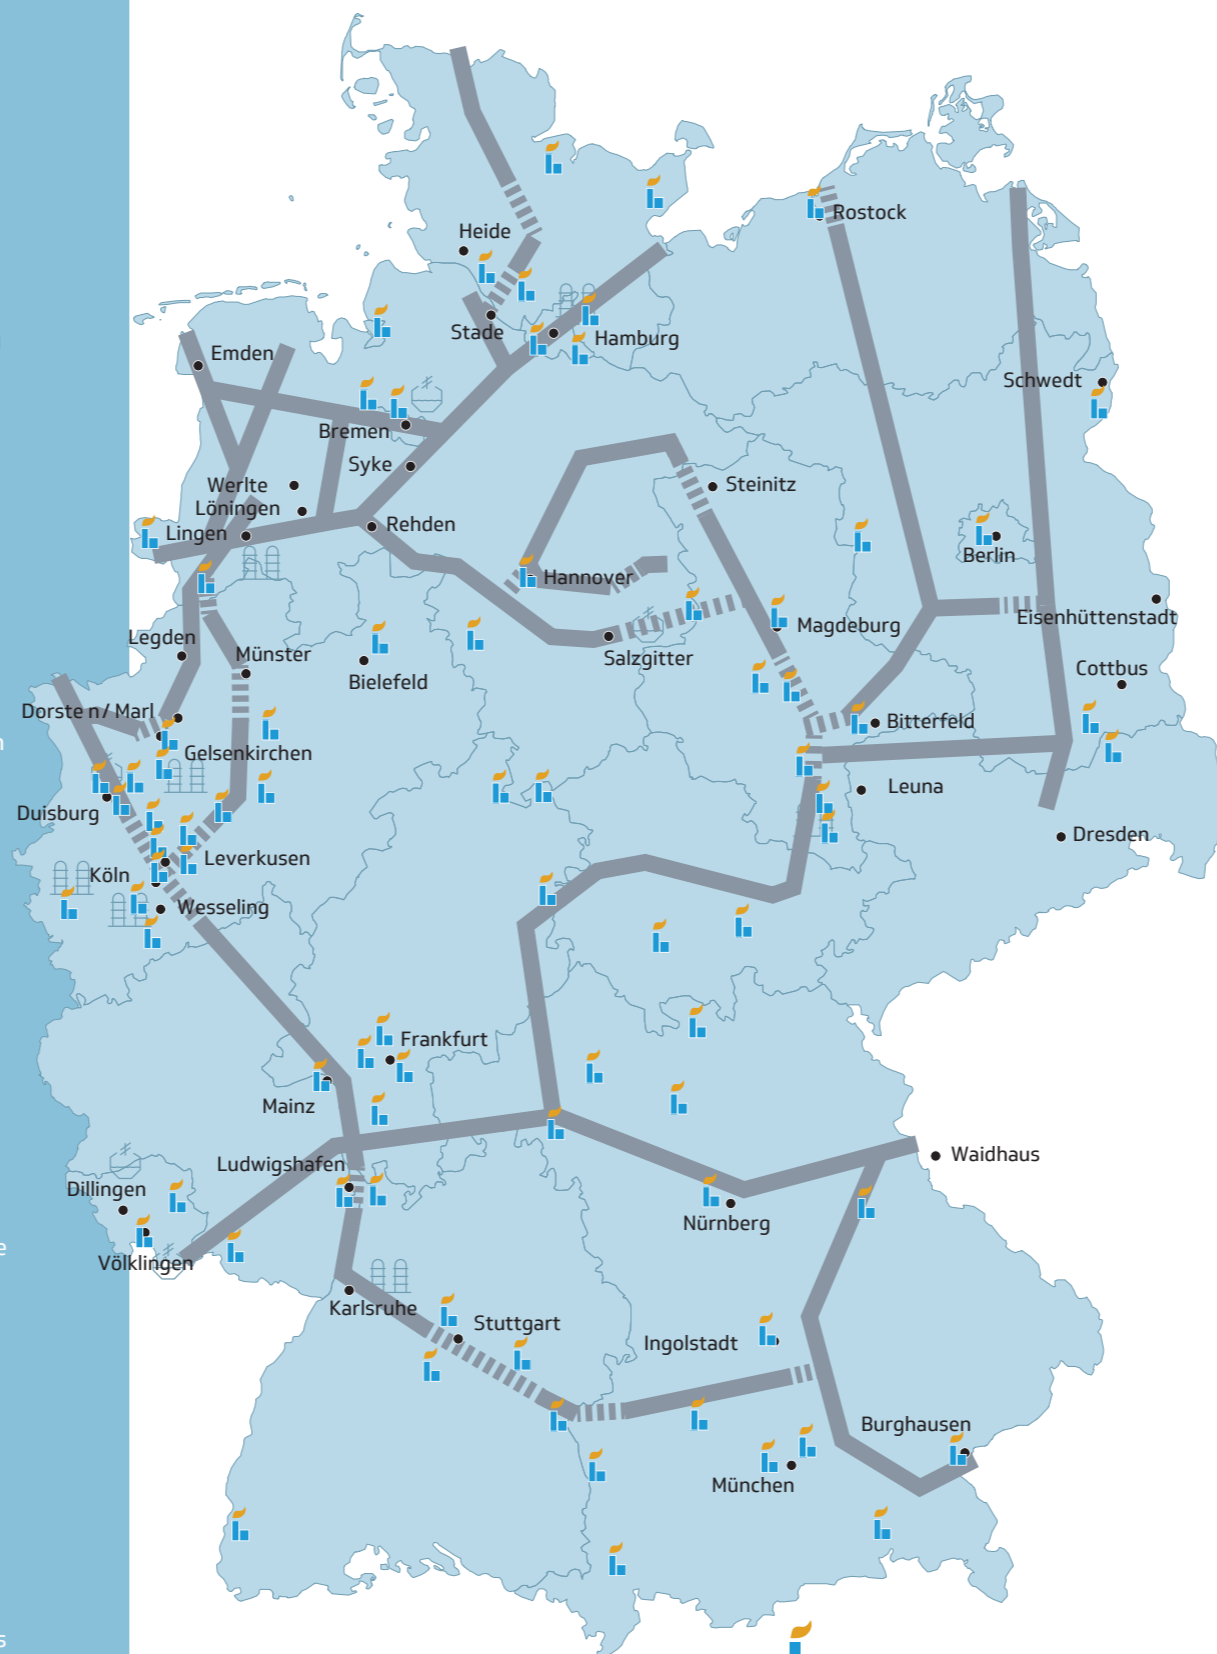 Rostock
Heide
Stade
Hamburg
Emden
Schwedt
Bremen
Syke
Werlte
Löningen
Steinitz
Lingen
Rehden
Berlin
Hannover
Eisenhüttenstadt
Magdeburg
Legden
Münster
Salzgitter
Cottbus
Bielefeld
Dorsten / Marl
Bitterfeld
n
Gelsenkirchen
Leuna
Duisburg
Dresden
Leverkusen
Köln
Wesseling
Frankfurt
Mainz
Waidhaus
Ludwigshafen
Dillingen
Nürnberg
e
Völklingen
Karlsruhe
Stuttgart
Ingolstadt
Burghausen
München
s